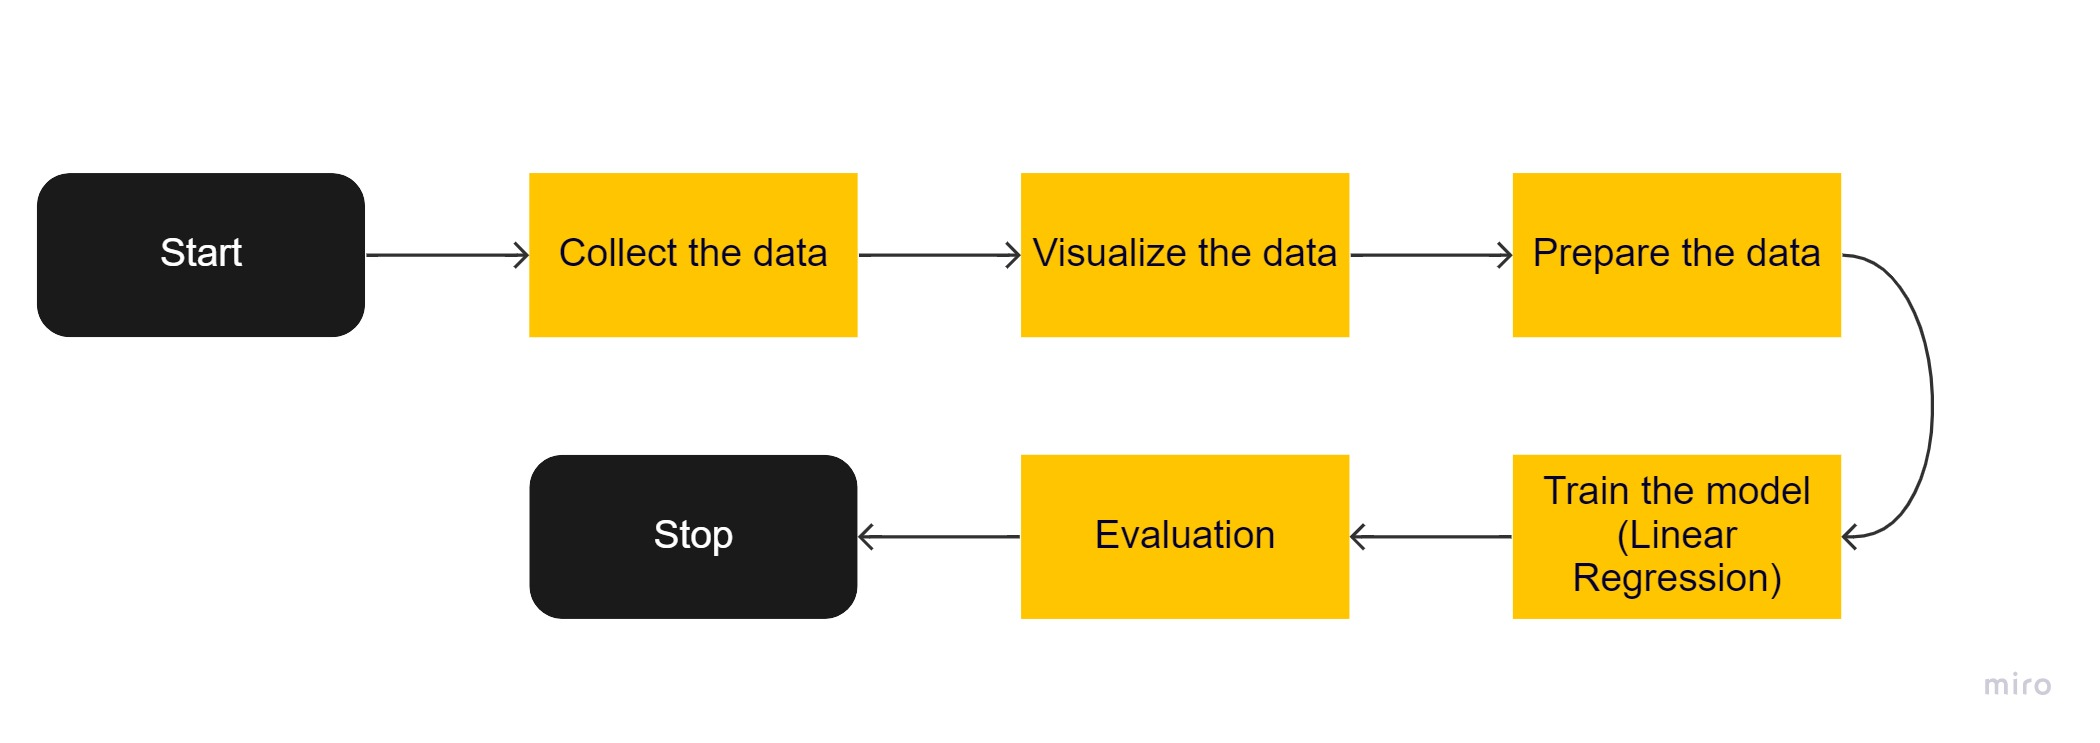 Start
Collect the data
Visualize the data
Prepare the data
Train the model
(Linear
Regression)
Evaluation
Stop
miro